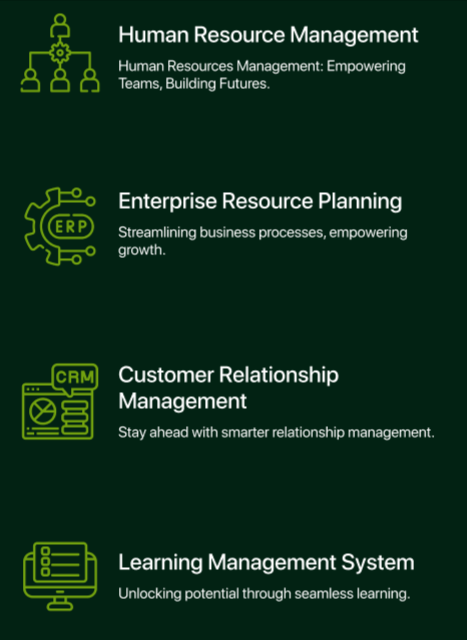 Human Resource Management
Human Resources Management: Empowering
Teams, Building Futures.
ERP
Enterprise Resource Planning
Streamlining business processes, empowering
growth.
CRM
Customer Relationship
Management
Stay ahead with smarter relationship management.
Learning Management System
Unlocking potential through seamless learning.